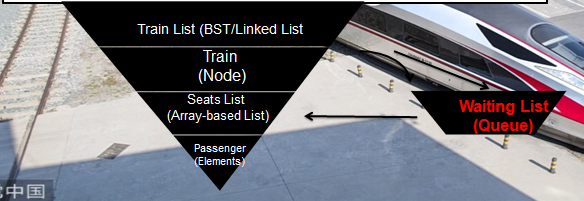 Train List (BST/Linked List
Train
(Node)
Seats List
(Array-based List)
Passenger
(Elements)
Waiting List
(Queue)
中国